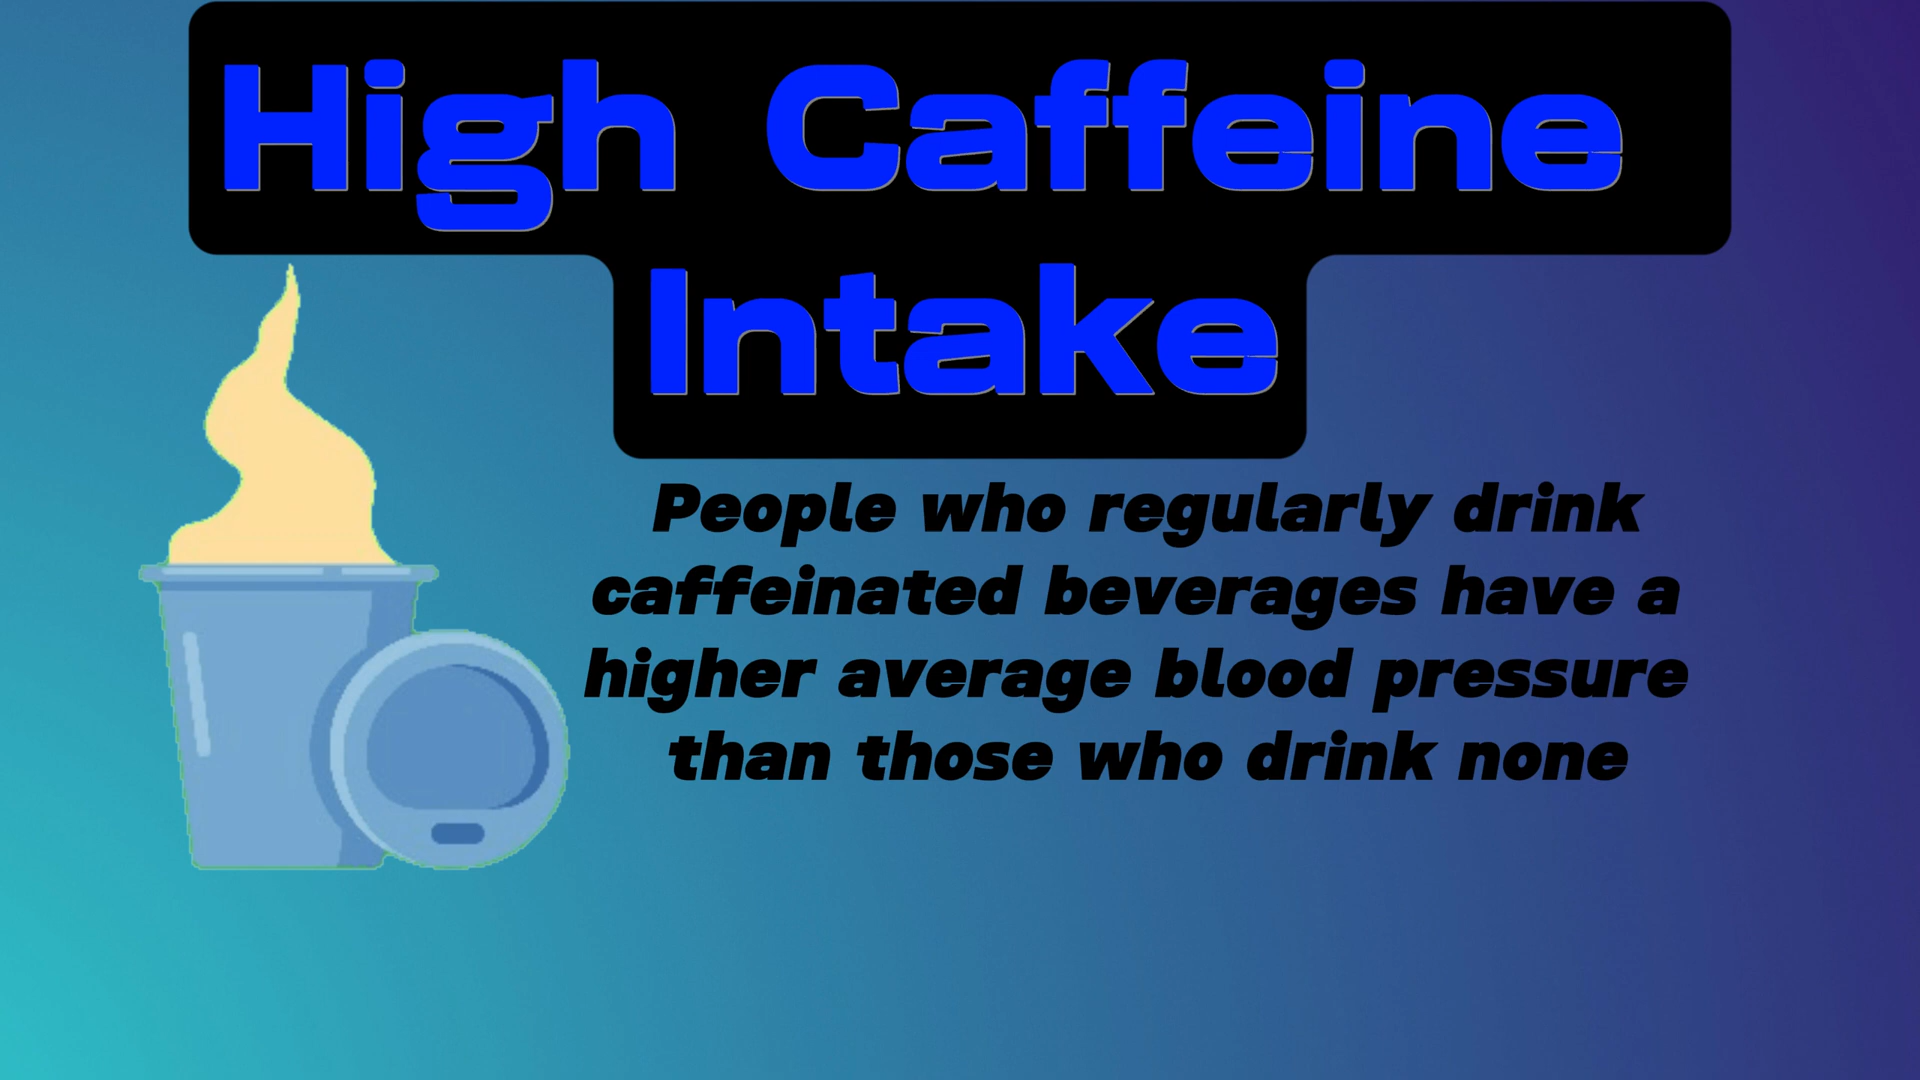 High Caffeine
Intake
People who regularly drink
caffeinated beverages have a
higher average blood pressure
than those who drink none